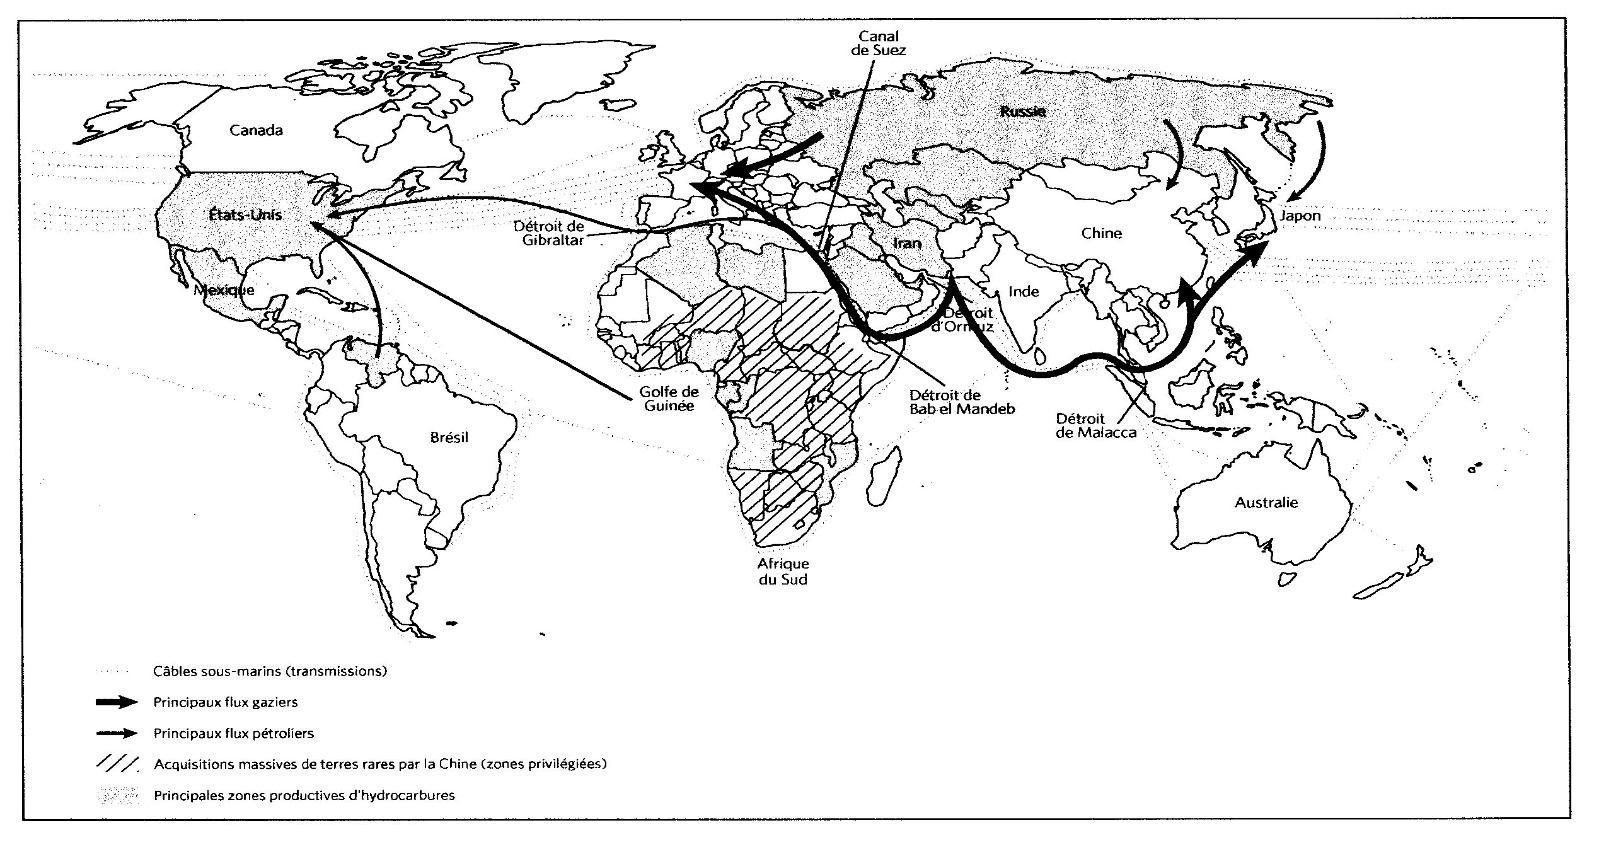 Canal
de Suez
Russie
Canada
États-Unis
Détroit de
Gibraltar
Japon
Chine
Iran
Mexique
Inde
Détroit
d'Ormuz
Golfe de
Guinée
Détroit de
Bab el Mandeb
Détroit
de Malacca
Brésil
Australie
Afrique
du Sud
Câbles sous-marins (transmissions)
Principaux flux gaziers
Principaux flux pétroliers
Acquisitions massives de terres rares par la Chine (zones privilégiées)
Principales zones productives d'hydrocarbures